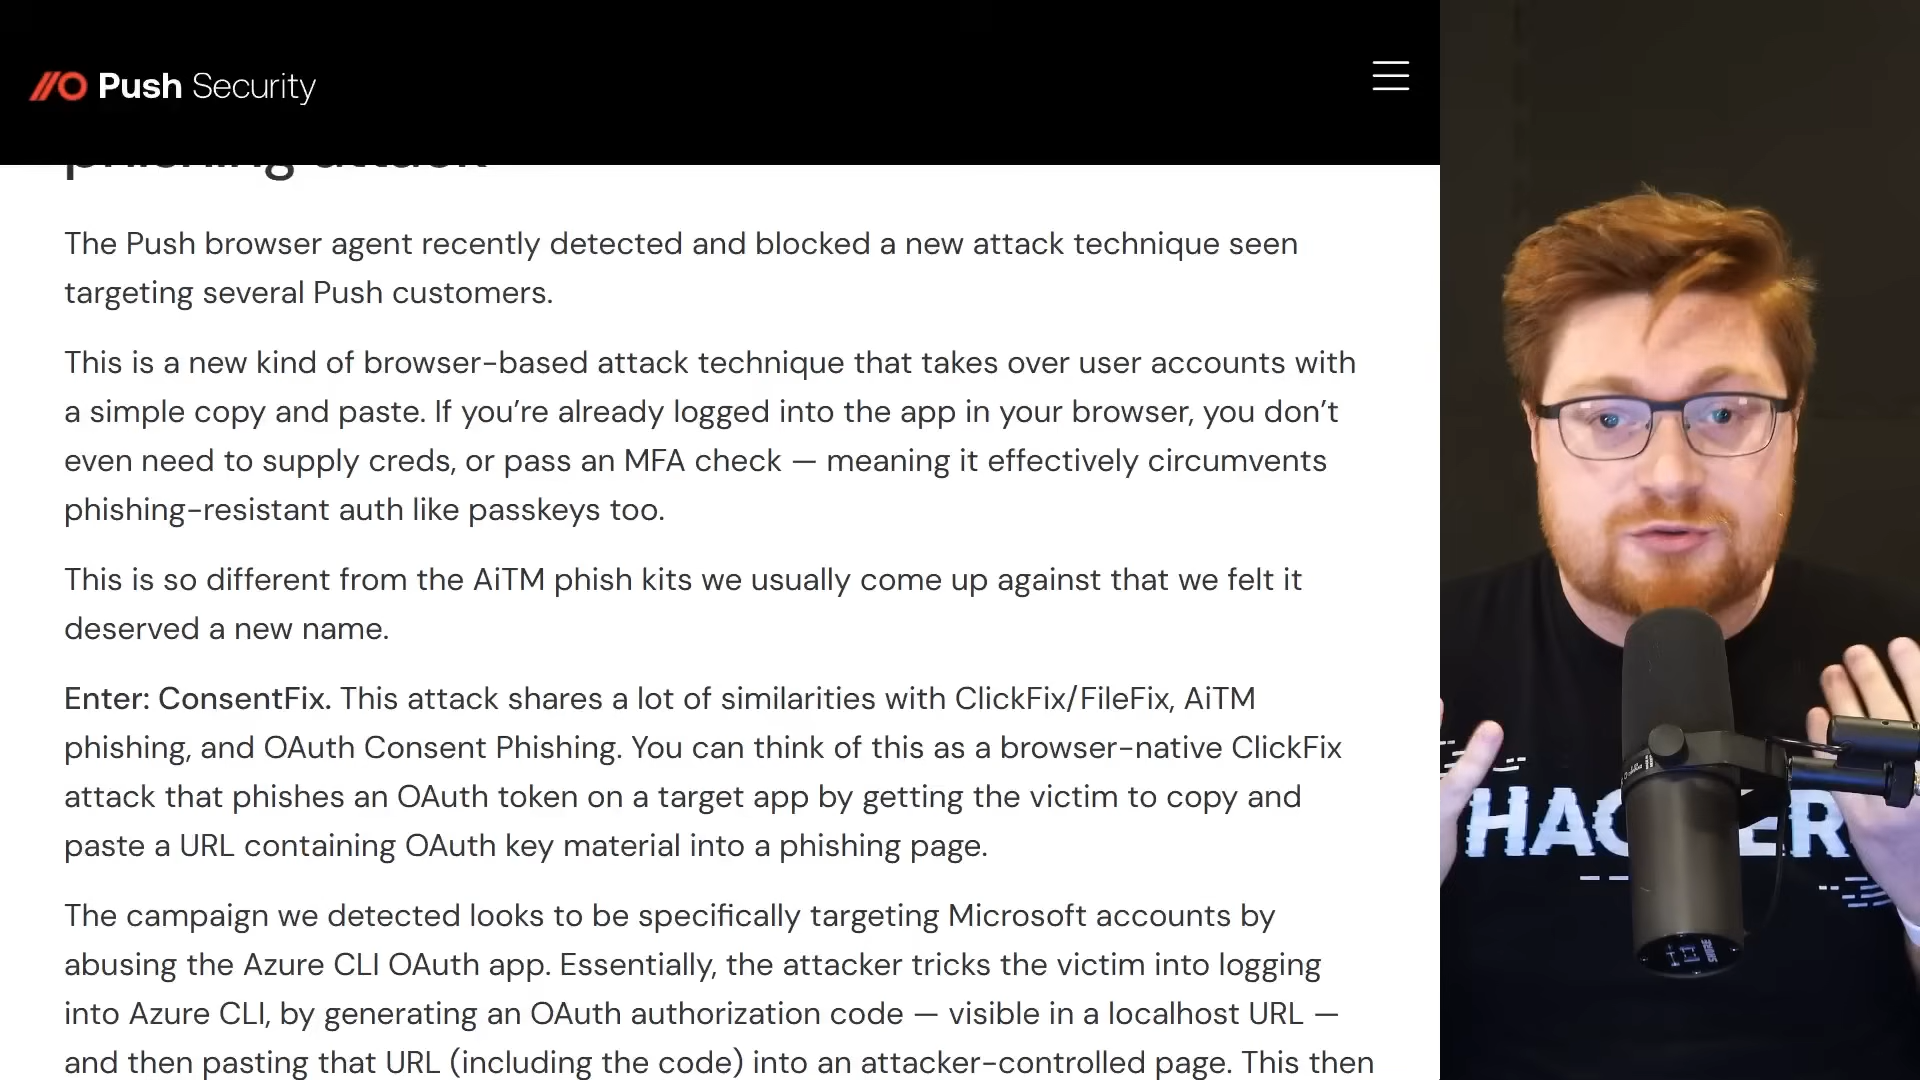 Push Security
phishing attack
The Push browser agent recently detected and blocked a new attack technique seen
targeting several Push customers.
This is a new kind of browser-based attack technique that takes over user accounts with
a simple copy and paste. If you’re already logged into the app in your browser, you don’t
even need to supply creds, or pass an MFA check — meaning it effectively circumvents
phishing-resistant auth like passkeys too.
This is so different from the AiTM phish kits we usually come up against that we felt it
deserved a new name.
Enter: ConsentFix. This attack shares a lot of similarities with ClickFix/FileFix, AiTM
phishing, and OAuth Consent Phishing. You can think of this as a browser-native ClickFix
attack that phishes an OAuth token on a target app by getting the victim to copy and
paste a URL containing OAuth key material into a phishing page.
The campaign we detected looks to be specifically targeting Microsoft accounts by
abusing the Azure CLI OAuth app. Essentially, the attacker tricks the victim into logging
into Azure CLI, by generating an OAuth authorization code — visible in a localhost URL —
and then pasting that URL (including the code) into an attacker-controlled page. This then
HAC ER
SHURE